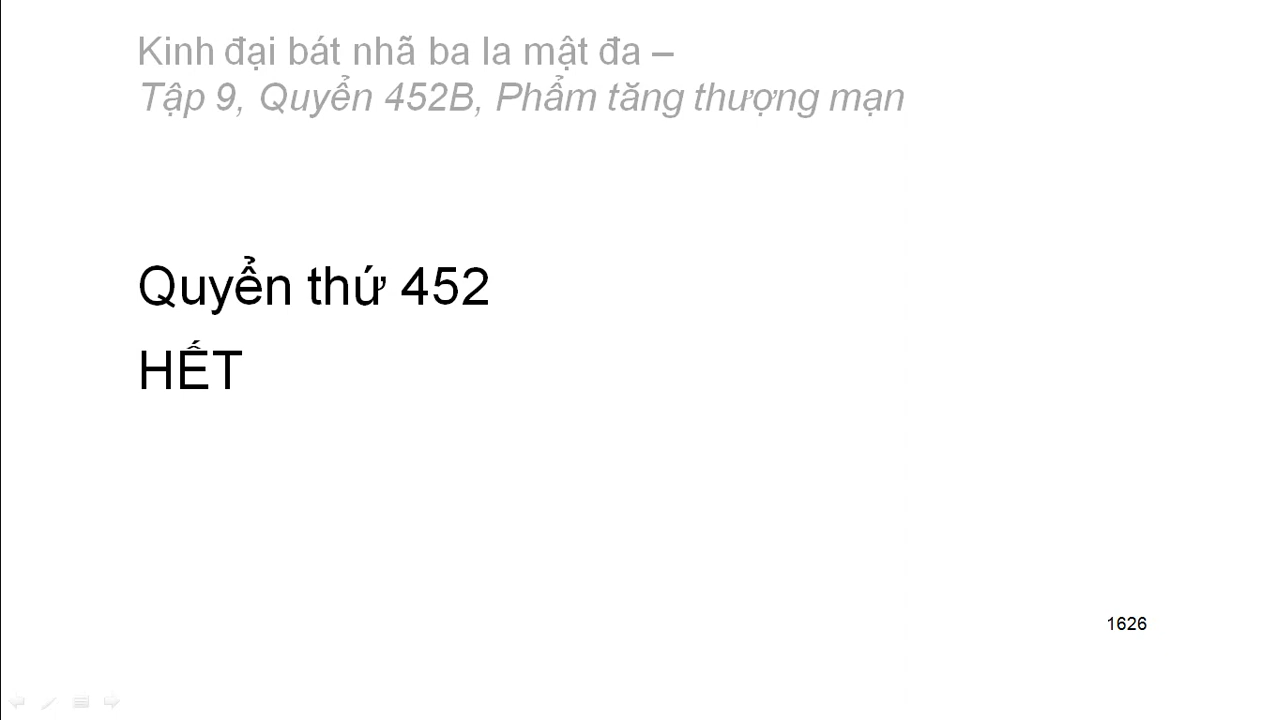 Kinh đại bát nhã ba la mật đa –
Tập 9, Quyển 452B, Phẩm tăng thượng mạn
Quyển thứ 452
HẾT
1626